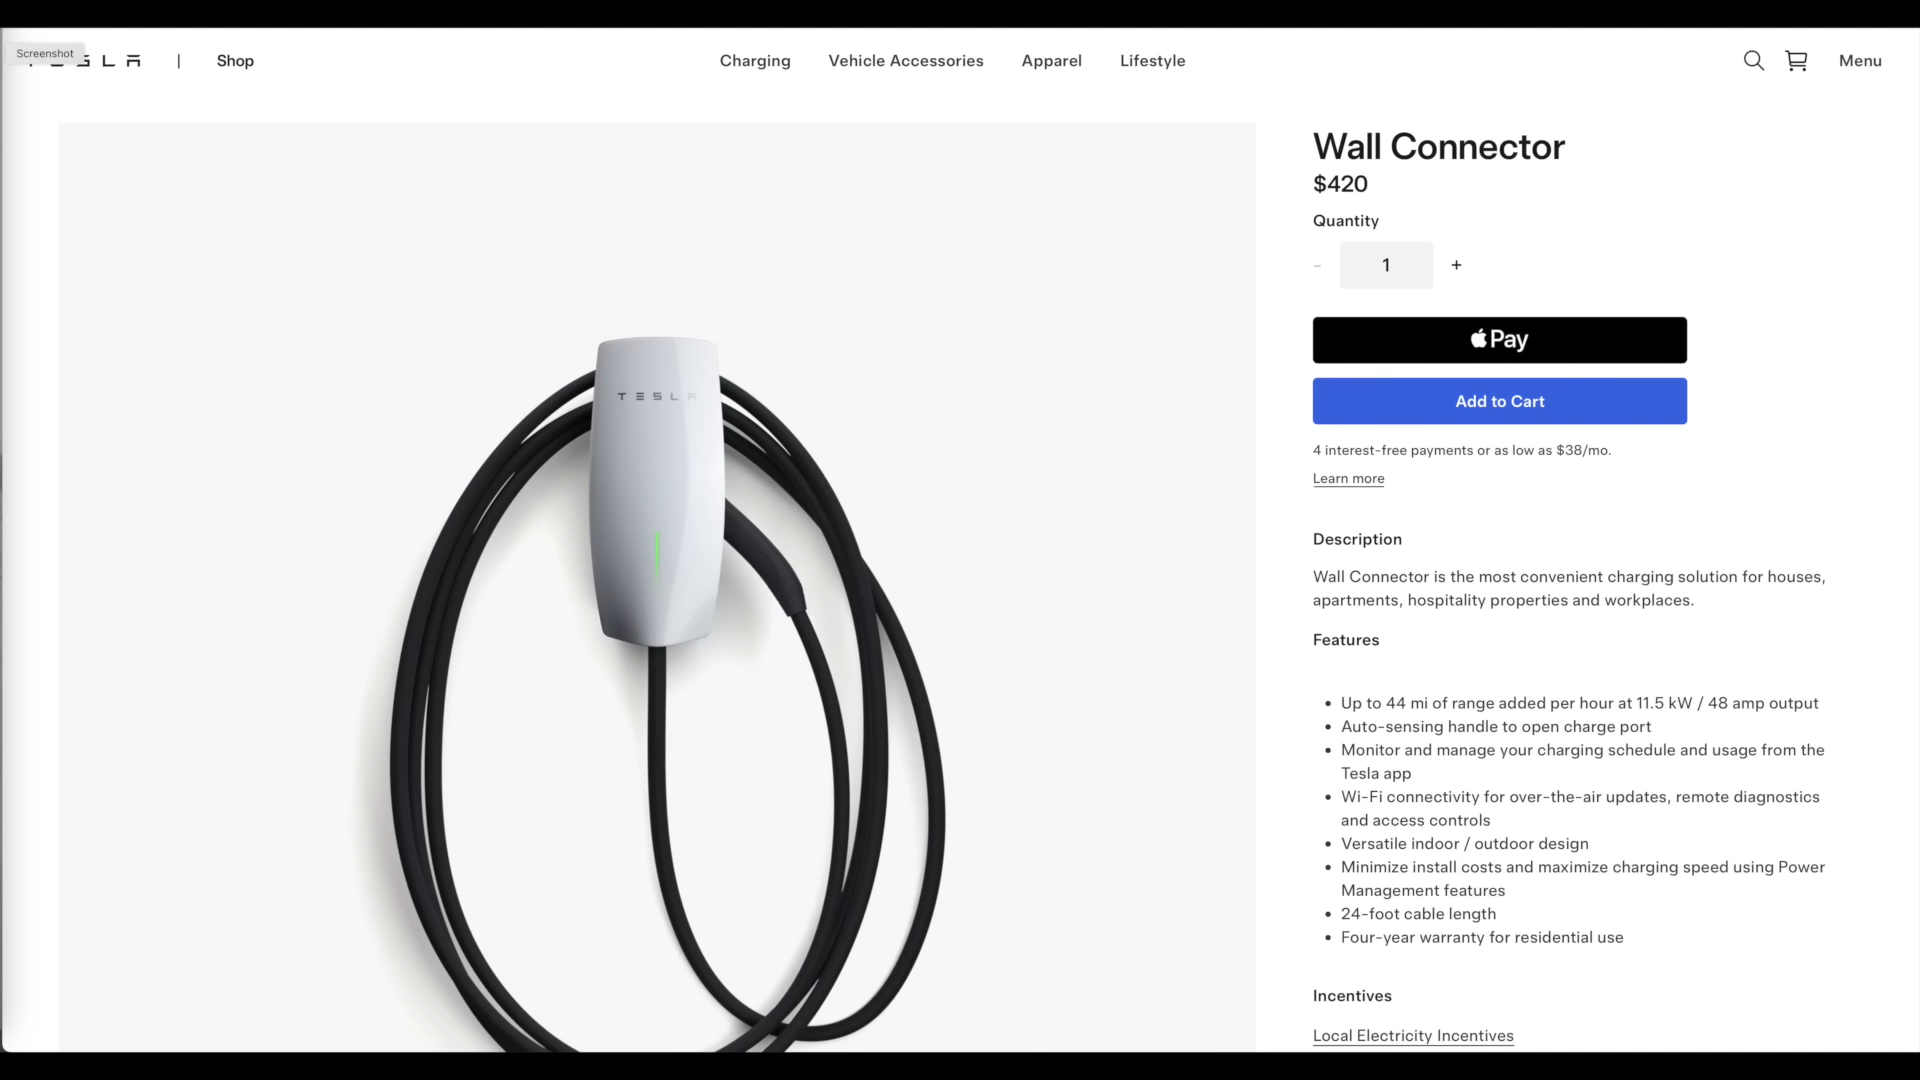 Screenshot
TESLA | Shop
Charging
Vehicle Accessories
Apparel
Lifestyle
Menu
Wall Connector
$420
Quantity
- 1 +
Pay
Add to Cart
4 interest-free payments or as low as $38/mo.
Learn more
TESLA
Description
Wall Connector is the most convenient charging solution for houses,
apartments, hospitality properties and workplaces.
Features
• Up to 44 mi of range added per hour at 11.5 kW / 48 amp output
• Auto-sensing handle to open charge port
• Monitor and manage your charging schedule and usage from the
Tesla app
• Wi-Fi connectivity for over-the-air updates, remote diagnostics
and access controls
• Versatile indoor / outdoor design
• Minimize install costs and maximize charging speed using Power
Management features
• 24-foot cable length
• Four-year warranty for residential use
Incentives
Local Electricity Incentives